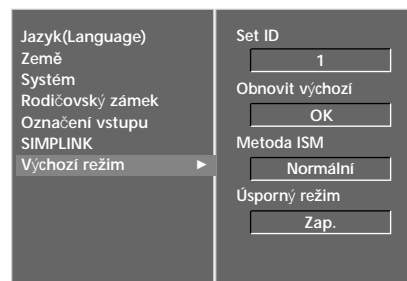 Jazyk(Language)
Země
Systém
Rodičovský zámek
Označení vstupu
SIMPLINK
Výchozí režim ►
Set ID
1
Obnovit výchozí
OK
Metoda ISM
Normální
Úsporný režim
Zap.